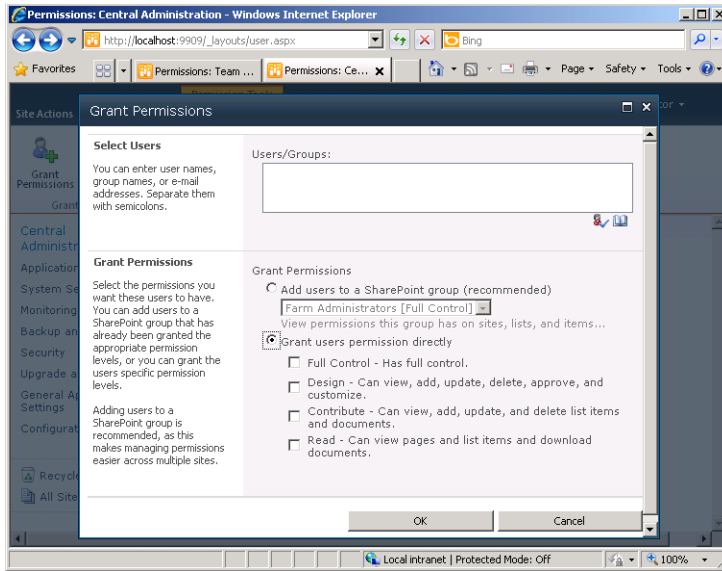 Permissions: Central Administration - Windows Internet Explorer
http://localhost:9909/_layouts/user.aspx
Bing
Favorites
Permissions: Team ...
Permissions: Ce...
Page
Safety
Tools
Site Actions
Grant Permissions
Grant
Permissions
Grant
Central
Application
System Se
Monitoring
Backup an
Security
Upgrade a
General Ap
Settings
Configurat
Recycle
All Site
Select Users
You can enter user names,
group names, or e-mail
addresses. Separate them
with semicolons.
Users/Groups:
Grant Permissions
Select the permissions you
want these users to have.
You can add users to a
SharePoint group that has
already been granted the
appropriate permission
levels, or you can grant the
users specific permission
levels.
Adding users to a
SharePoint group is
recommended, as this
makes managing permissions
easier across multiple sites.
Grant Permissions
Add users to a SharePoint group (recommended)
Farm Administrators [Full Control]
View permissions this group has on sites, lists, and items...
Grant users permission directly
Full Control - Has full control.
Design - Can view, add, update, delete, approve, and
customize.
Contribute - Can view, add, update, and delete list items
and documents.
Read - Can view pages and list items and download
documents.
OK
Cancel
Local intranet | Protected Mode: Off
100%